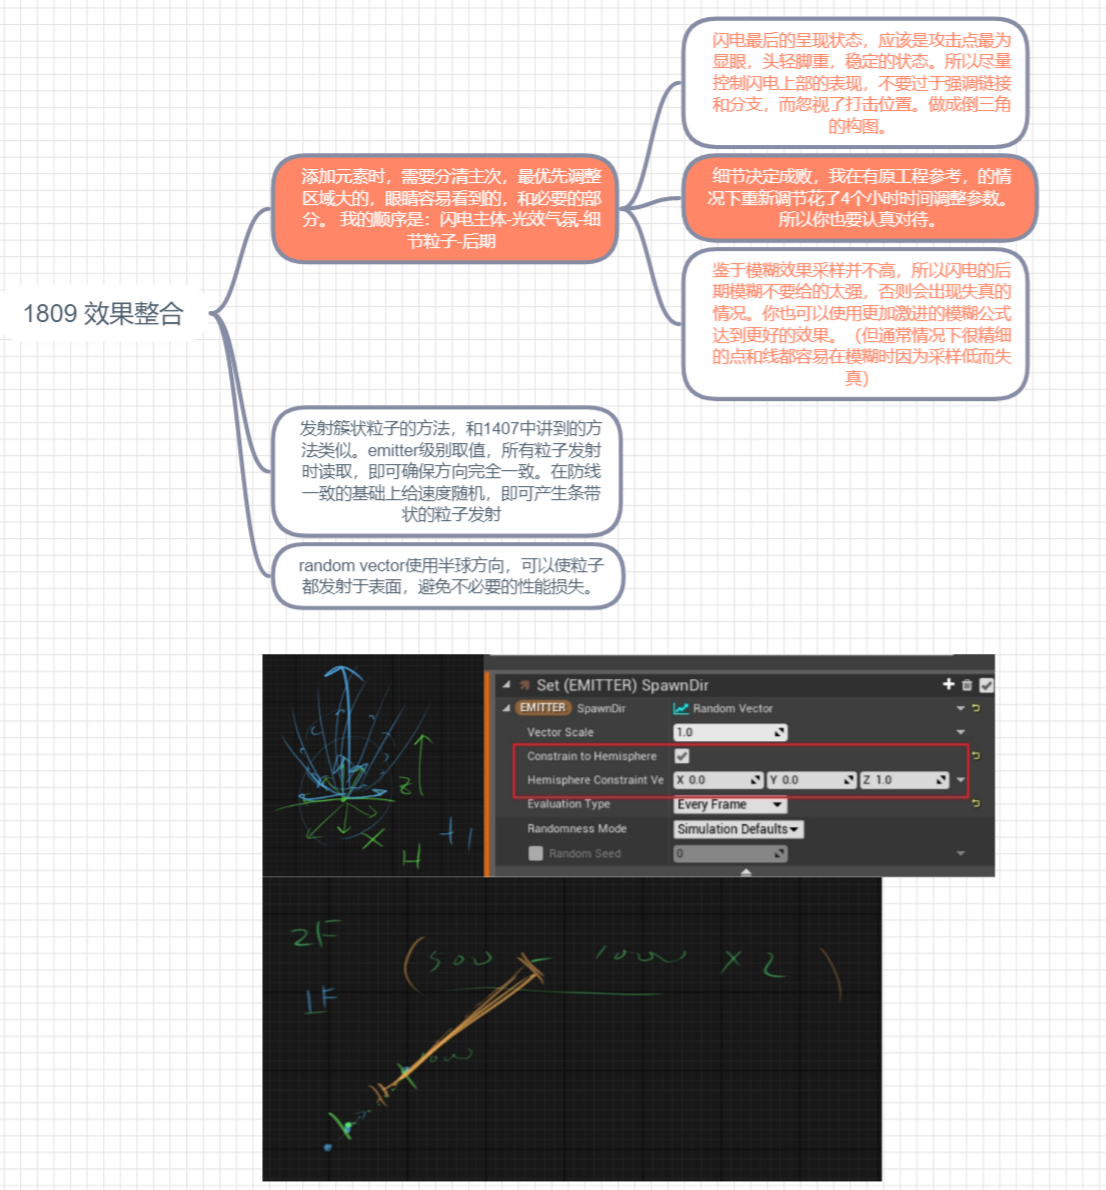 闪电最后的呈现状态，应该是攻击点最为
显眼，头轻脚重，稳定的状态。所以尽量
控制闪电上部的表现，不要过于强调链接
和分支，而忽视了打击位置。做成倒三角
的构图。
添加元素时，需要分清主次，最优先调整
区域大的，眼睛容易看到的，和必要的部
分。 我的顺序是：闪电主体-光效气氛-细
节粒子-后期
细节决定成败，我在有原工程参考，的情
况下重新调节花了4个小时时间调整参数。
所以你也要认真对待。
鉴于模糊效果采样并不高，所以闪电的后
期模糊不要给的太强，否则会出现失真的
情况。你也可以使用更加激进的模糊公式
达到更好的效果。（但通常情况下很精细
的点和线都容易在模糊时因为采样低而失
真）
1809 效果整合
发射簇状粒子的方法，和1407中讲到的方
法类似。emitter级别取值，所有粒子发射
时读取，即可确保方向完全一致。在防线
一致的基础上给速度随机，即可产生条带
状的粒子发射
random vector使用半球方向，可以使粒子
都发射于表面，避免不必要的性能损失。
Set (EMITTER) SpawnDir
EMITTER SpawnDir Random Vector
Vector Scale 1.0
Constrain to Hemisphere
Hemisphere Constraint Ve X 0.0 Y 0.0 Z 1.0
Evaluation Type Every Frame
Randomness Mode Simulation Defaults
Random Seed 0
Z
X
2F
(500 - 1000 × 2 )
1F